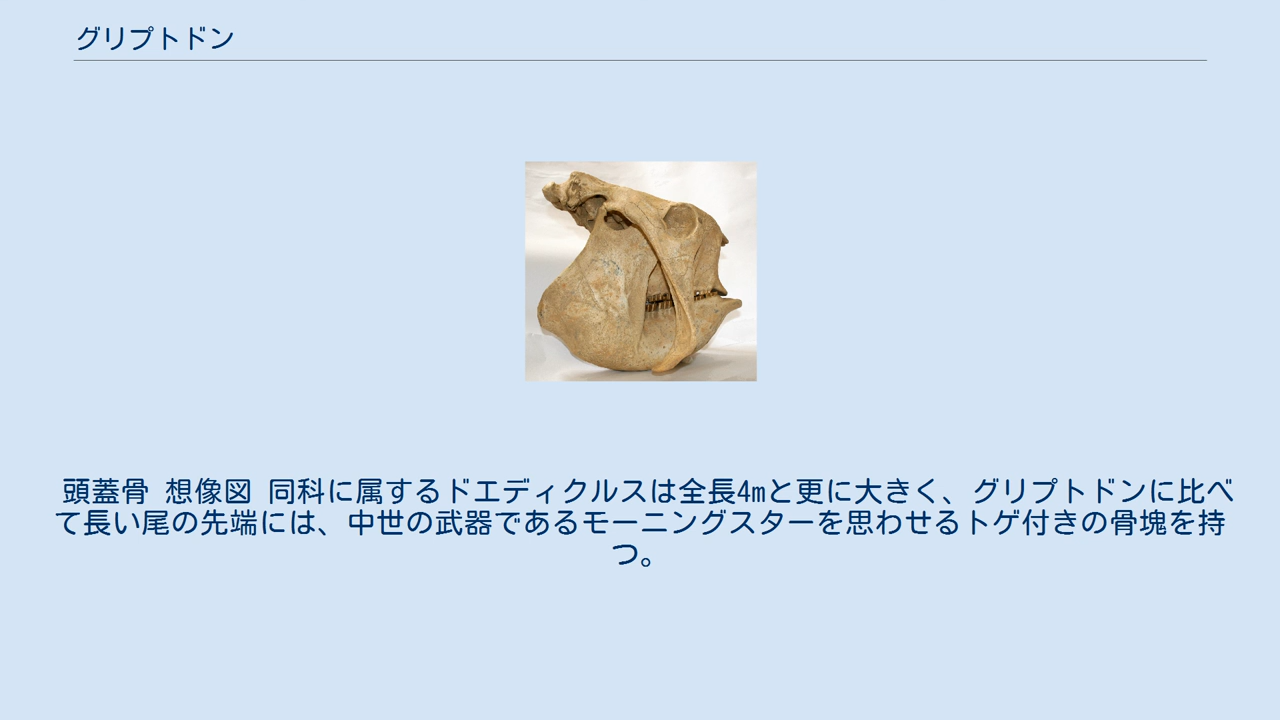 グリプトドン
頭蓋骨 想像図 同科に属するドエディクルスは全長4mと更に大きく、グリプトドンに比べ
て長い尾の先端には、中世の武器であるモーニングスターを思わせるトゲ付きの骨塊を持
つ。